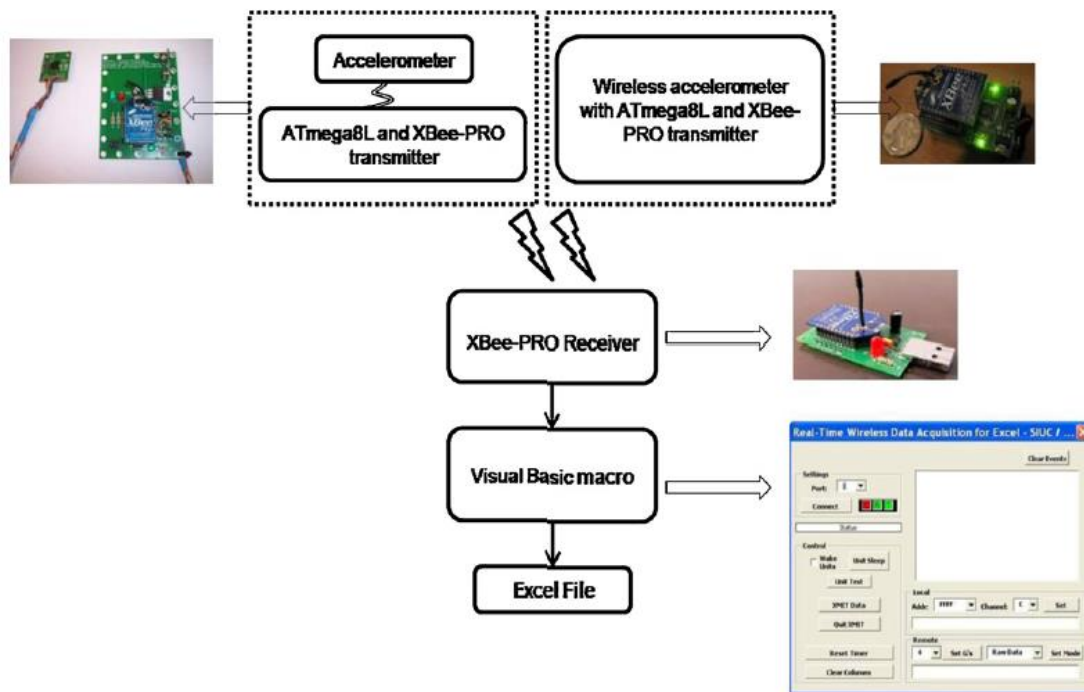 Accelerometer
ATmega8L and XBee-PRO
transmitter
Wireless accelerometer
with ATmega8L and XBee-
PRO transmitter
XBee
XBee
XBee-PRO Receiver
Visual Basic macro
Excel File
Real-Time Wireless Data Acquisition for Excel - SIUC / ...
Clear Events
Settings
Port:
Connect
Status
Control
Wake
Units
Unit Sleep
Unit Test
XMIT Data
Quit XMIT
Reset Timer
Clear Columns
Local
Addr:
FFFF
Channel:
C
Set
Remote
4
Set G's
Raw Data
Set Mode